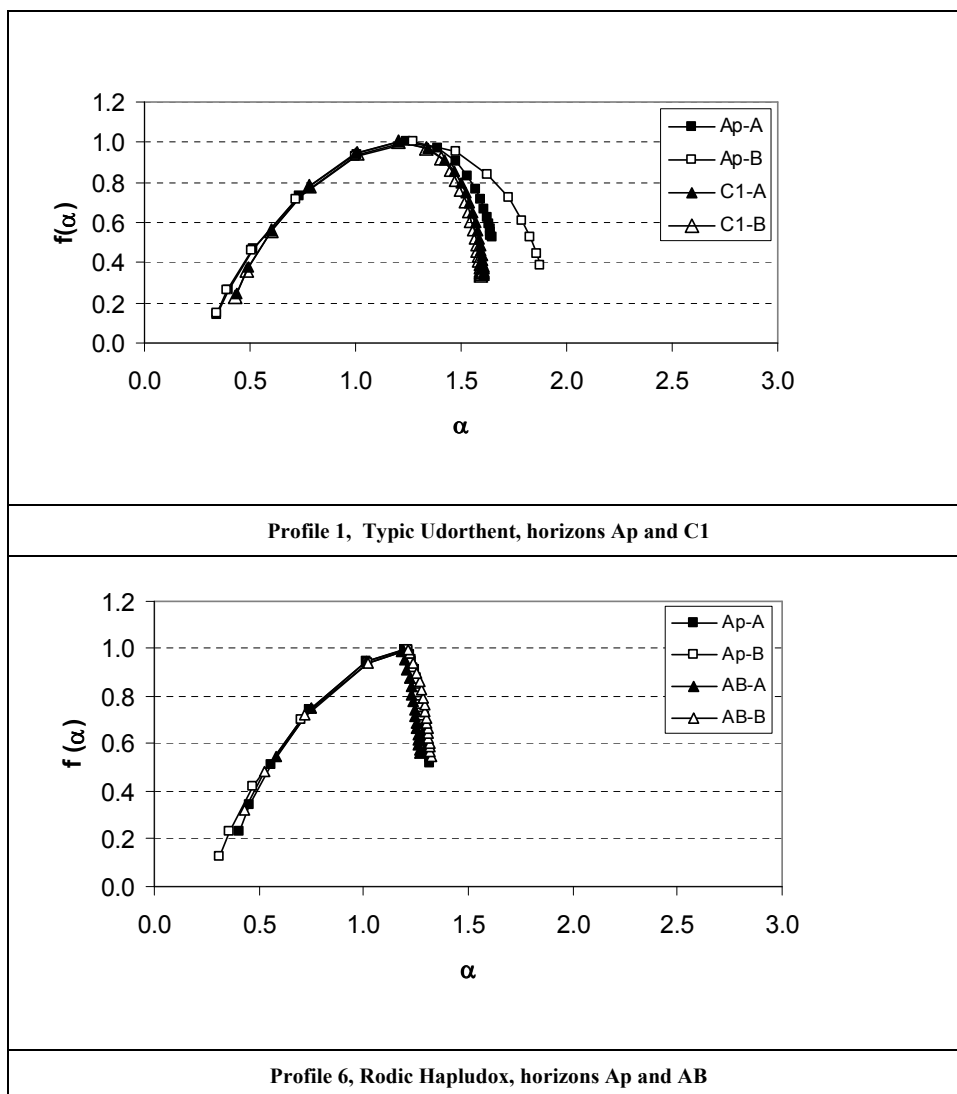 1.2
1.0
0.8
0.6
0.4
0.2
0.0
f(α)
0.0 0.5 1.0 1.5 2.0 2.5 3.0
α
Ap-A
Ap-B
C1-A
C1-B
Profile 1, Typic Udorthent, horizons Ap and C1
1.2
1.0
0.8
0.6
0.4
0.2
0.0
f (α)
0.0 0.5 1.0 1.5 2.0 2.5 3.0
α
Ap-A
Ap-B
AB-A
AB-B
Profile 6, Rodic Hapludox, horizons Ap and AB